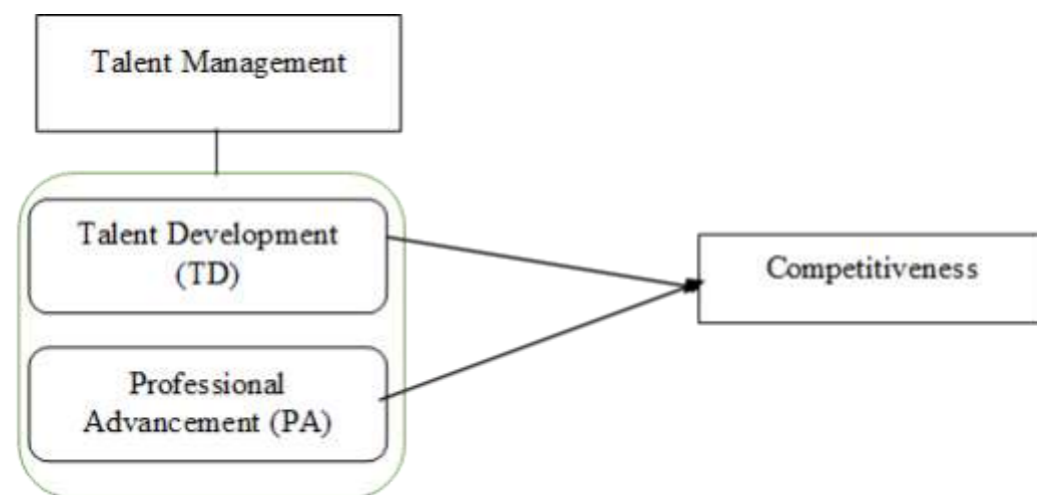 Talent Management
Talent Development
(TD)
Competitiveness
Professional
Advancement (PA)